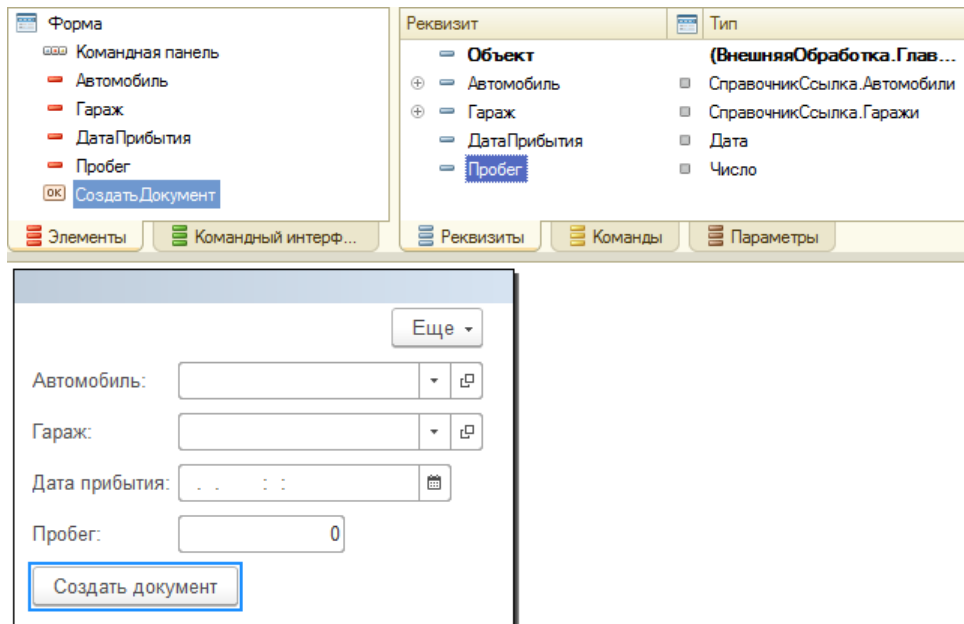 Форма
Командная панель
Автомобиль
Гараж
ДатаПрибытия
Пробег
OK СоздатьДокумент
Элементы Командный интерф...
Реквизит Тип
Объект (ВнешняяОбработка.Глав...
Автомобиль СправочникСсылка.Автомобили
Гараж СправочникСсылка.Гаражи
ДатаПрибытия Дата
Пробег Число
Реквизиты Команды Параметры
Еще
Автомобиль:
Гараж:
Дата прибытия: . . : :
Пробег: 0
Создать документ